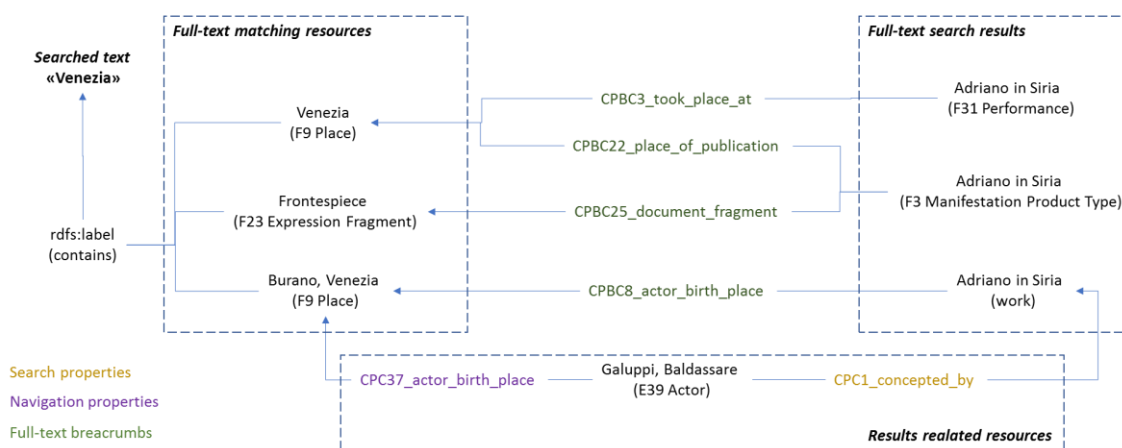 Full-text matching resources
Full-text search results
Searched text
«Venezia»
Venezia
(F9 Place)
CPBC3_took_place_at
Adriano in Siria
(F31 Performance)
CPBC22_place_of_publication
Frontespiece
(F23 Expression Fragment)
CPBC25_document_fragment
Adriano in Siria
(F3 Manifestation Product Type)
rdfs:label
(contains)
Burano, Venezia
(F9 Place)
CPBC8_actor_birth_place
Adriano in Siria
(work)
Search properties
Navigation properties
Full-text breacrumbs
CPC37_actor_birth_place
Galuppi, Baldassare
(E39 Actor)
CPC1_concepted_by
Results realated resources